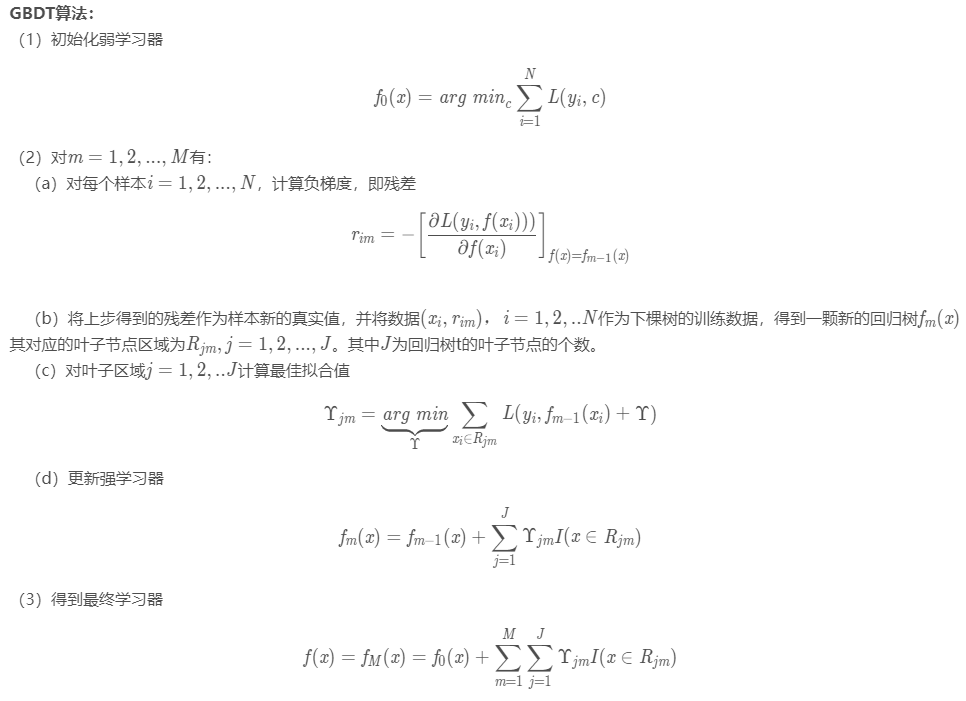 GBDT算法：
（1）初始化弱学习器
$f_0(x) = arg\ min_c \sum_{i=1}^{N} L(y_i, c)$
（2）对$m = 1, 2, ..., M$有：
（a）对每个样本$i = 1, 2, ..., N$，计算负梯度，即残差
$r_{im} = -\left[\frac{\partial L(y_i, f(x_i)))}{\partial f(x_i)}\right]_{f(x)=f_{m-1}(x)}$
（b）将上步得到的残差作为样本新的真实值，并将数据$(x_i, r_{im})$，$i = 1, 2, ..N$作为下棵树的训练数据，得到一颗新的回归树$f_m(x)$
其对应的叶子节点区域为$R_{jm}, j = 1, 2, ..., J$。其中$J$为回归树t的叶子节点的个数。
（c）对叶子区域$j = 1, 2, ..J$计算最佳拟合值
$\Upsilon_{jm} = \underbrace{arg\ min}_{\Upsilon} \sum_{x_i \in R_{jm}} L(y_i, f_{m-1}(x_i) + \Upsilon)$
（d）更新强学习器
$f_m(x) = f_{m-1}(x) + \sum_{j=1}^{J} \Upsilon_{jm} I(x \in R_{jm})$
（3）得到最终学习器
$f(x) = f_M(x) = f_0(x) + \sum_{m=1}^{M} \sum_{j=1}^{J} \Upsilon_{jm} I(x \in R_{jm})$